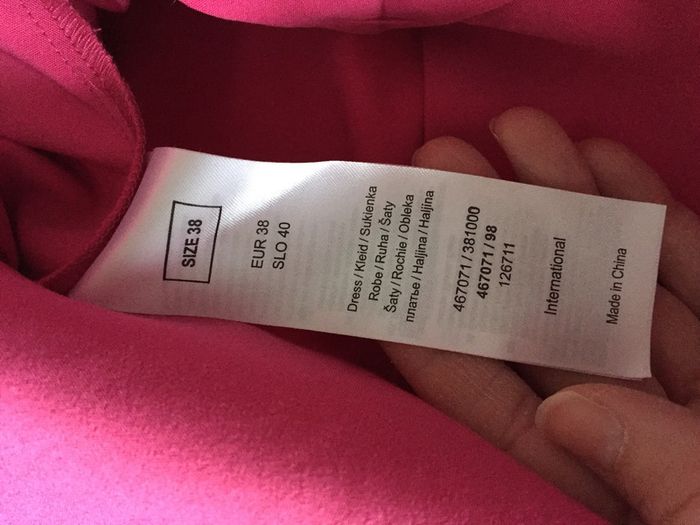 SIZE 38
EUR 38
SLO 40
Dress / Kleid / Sukienka
Robe / Ruha / Šaty
Šaty / Rochie / Obleka
платье / Haljina / Haljina
467071 / 381000
467071 / 98
126711
International
Made in China